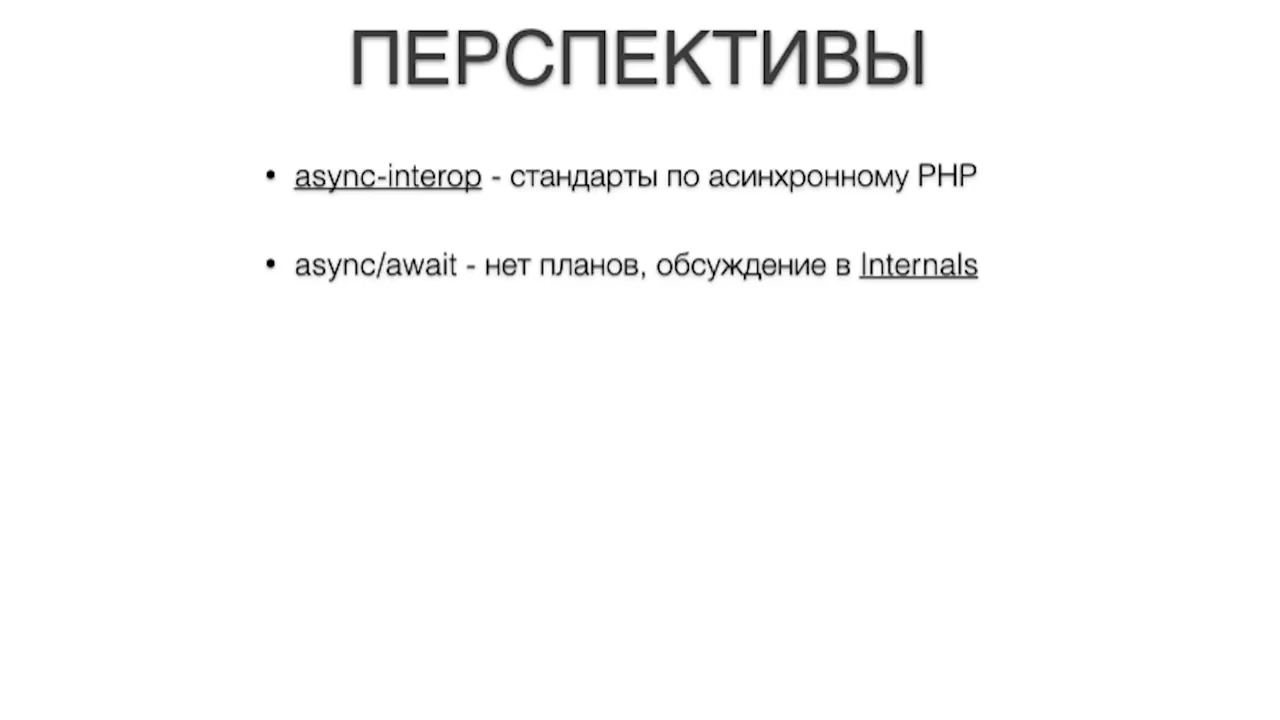 ПЕРСПЕКТИВЫ
• async-interop - стандарты по асинхронному PHP
• async/await - нет планов, обсуждение в Internals